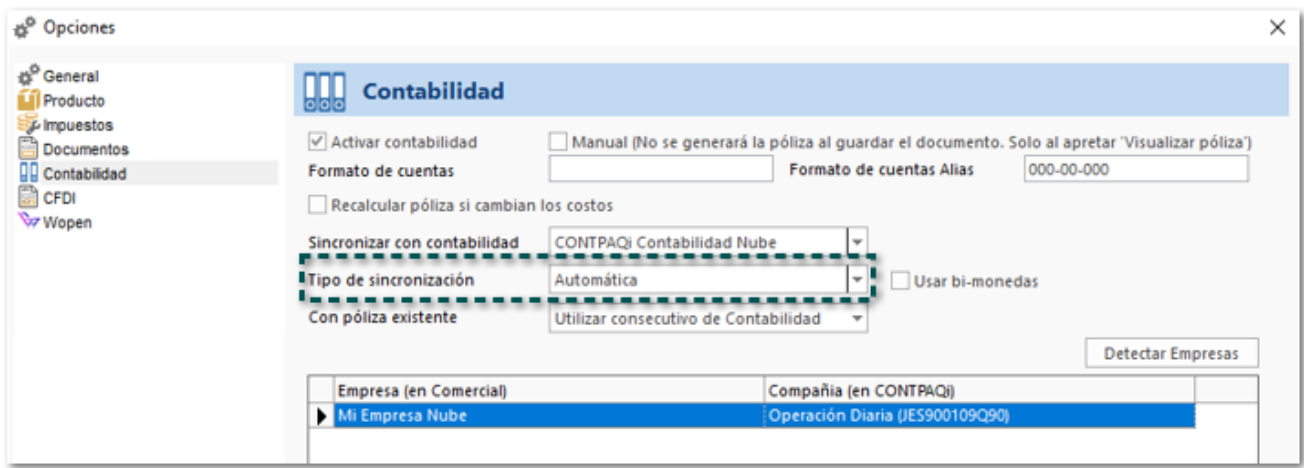 Opciones
General
Producto
Impuestos
Documentos
Contabilidad
CFDI
Wopen
Contabilidad
Activar contabilidad Manual (No se generará la póliza al guardar el documento. Solo al apretar 'Visualizar póliza')
Formato de cuentas Formato de cuentas Alias 000-00-000
Recalcular póliza si cambian los costos
Sincronizar con contabilidad CONTPAQi Contabilidad Nube
Tipo de sincronización Automática Usar bi-monedas
Con póliza existente Utilizar consecutivo de Contabilidad
Detectar Empresas
Empresa (en Comercial) Compañia (en CONTPAQi)
Mi Empresa Nube Operación Diaria (JES900109Q90)